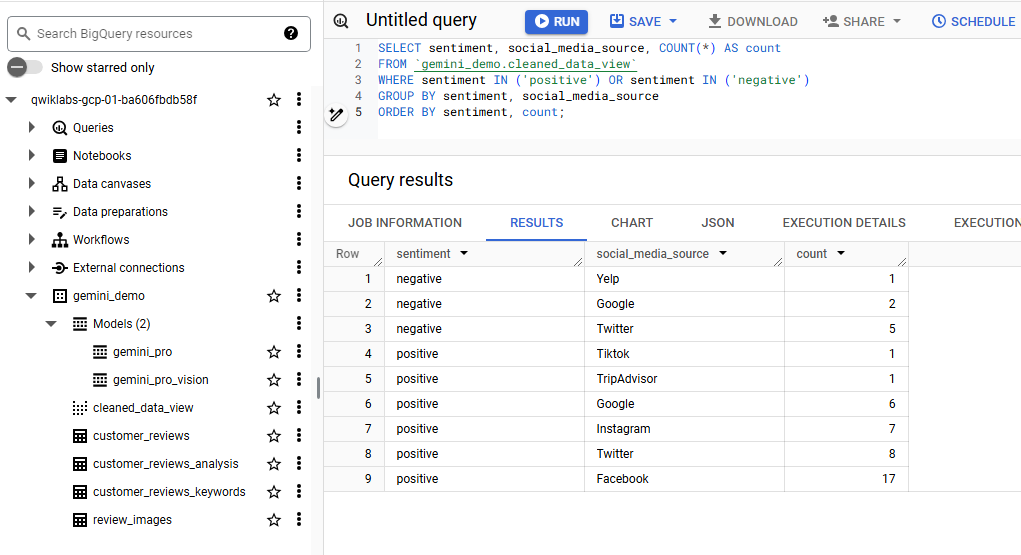 Search BigQuery resources
?
Show starred only
qwiklabs-gcp-01-ba606fbdb58f
Queries
Notebooks
Data canvases
Data preparations
Workflows
External connections
gemini_demo
Models (2)
gemini_pro
gemini_pro_vision
cleaned_data_view
customer_reviews
customer_reviews_analysis
customer_reviews_keywords
review_images
Untitled query
RUN
SAVE
DOWNLOAD
SHARE
SCHEDULE
1 SELECT sentiment, social_media_source, COUNT(*) AS count
2 FROM `gemini_demo.cleaned_data_view`
3 WHERE sentiment IN ('positive') OR sentiment IN ('negative')
4 GROUP BY sentiment, social_media_source
5 ORDER BY sentiment, count;
Query results
JOB INFORMATION RESULTS CHART JSON EXECUTION DETAILS EXECUTION
Row sentiment social_media_source count
1 negative Yelp 1
2 negative Google 2
3 negative Twitter 5
4 positive Tiktok 1
5 positive TripAdvisor 1
6 positive Google 6
7 positive Instagram 7
8 positive Twitter 8
9 positive Facebook 17